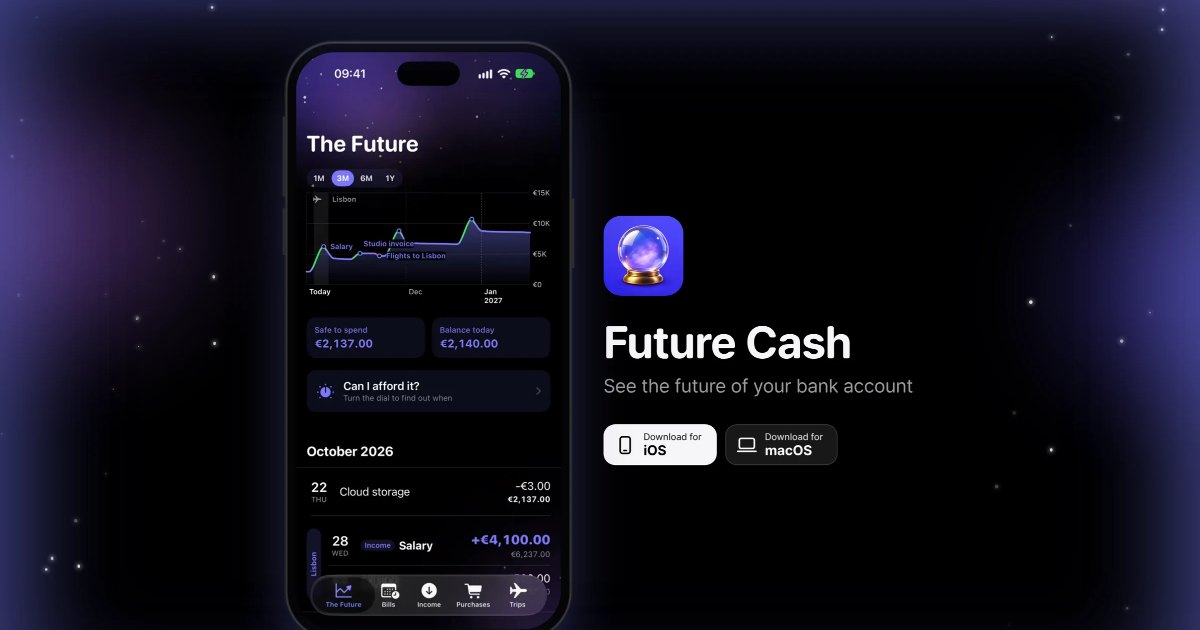 09:41
The Future
1M 3M 6M 1Y
Lisbon
€15K
€10K
€5K
€0
Salary
Studio invoice
Flights to Lisbon
Today
Dec
Jan
2027
Safe to spend
€2,137.00
Balance today
€2,140.00
Can I afford it?
Turn the dial to find out when
October 2026
22
THU
Cloud storage
-€3.00
€2,137.00
Lisbon
28
WED
Income
Salary
+€4,100.00
€6,237.00
The Future
Bills
Income
Purchases
Trips
Future Cash
See the future of your bank account
Download for
iOS
Download for
macOS